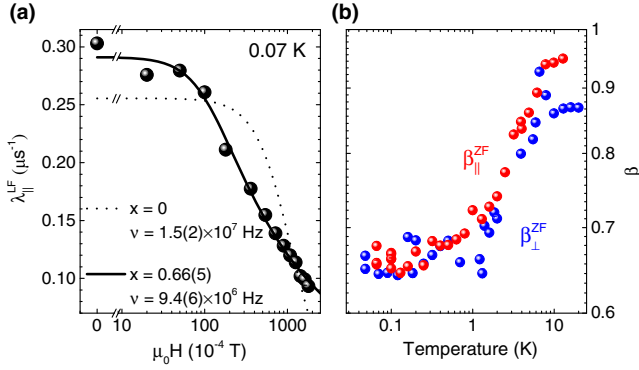 (a)
0.07 K
0.30
0.25
0.20
0.15
0.10
λ∥^LF (μs⁻¹)
x = 0
ν = 1.5(2)×10⁷ Hz
x = 0.66(5)
ν = 9.4(6)×10⁶ Hz
0 10 100 1000
μ₀H (10⁻⁴ T)
(b)
1
0.9
0.8
0.7
0.6
β
β∥^ZF
β⊥^ZF
0.1 1 10
Temperature (K)